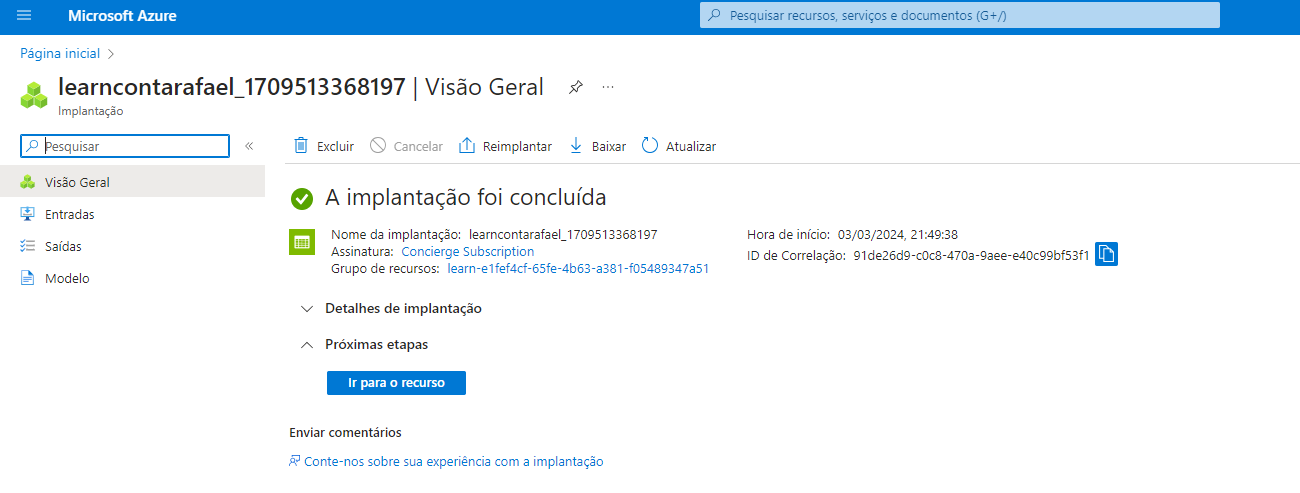 Microsoft Azure
Pesquisar recursos, serviços e documentos (G+/)
Página inicial
learncontarafael_1709513368197 | Visão Geral
Implantação
Pesquisar
Excluir
Cancelar
Reimplantar
Baixar
Atualizar
Visão Geral
Entradas
Saídas
Modelo
A implantação foi concluída
Nome da implantação: learncontarafael_1709513368197
Assinatura: Concierge Subscription
Grupo de recursos: learn-e1fef4cf-65fe-4b63-a381-f05489347a51
Hora de início: 03/03/2024, 21:49:38
ID de Correlação: 91de26d9-c0c8-470a-9aee-e40c99bf53f1
Detalhes de implantação
Próximas etapas
Ir para o recurso
Enviar comentários
Conte-nos sobre sua experiência com a implantação